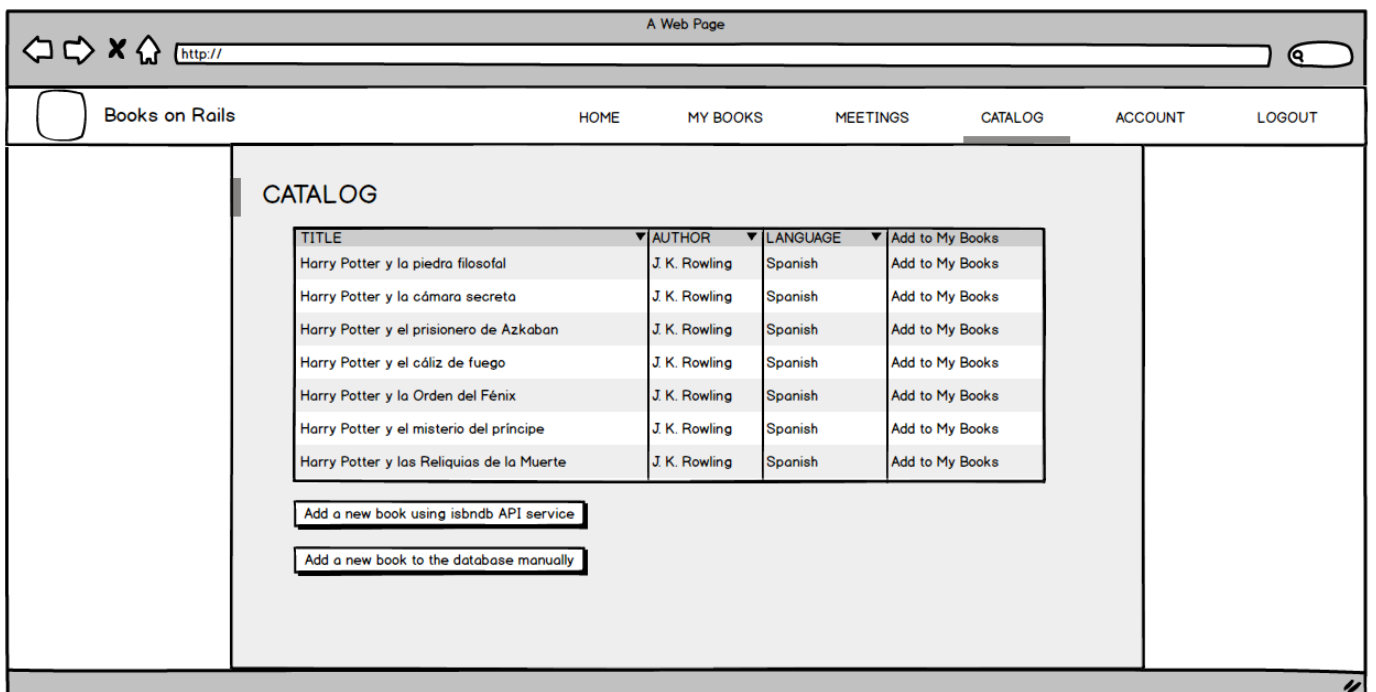 A Web Page
http://
Books on Rails HOME MY BOOKS MEETINGS CATALOG ACCOUNT LOGOUT
CATALOG
TITLE AUTHOR LANGUAGE Add to My Books
Harry Potter y la piedra filosofal J. K. Rowling Spanish Add to My Books
Harry Potter y la cámara secreta J. K. Rowling Spanish Add to My Books
Harry Potter y el prisionero de Azkaban J. K. Rowling Spanish Add to My Books
Harry Potter y el cáliz de fuego J. K. Rowling Spanish Add to My Books
Harry Potter y la Orden del Fénix J. K. Rowling Spanish Add to My Books
Harry Potter y el misterio del príncipe J. K. Rowling Spanish Add to My Books
Harry Potter y las Reliquias de la Muerte J. K. Rowling Spanish Add to My Books
Add a new book using isbndb API service
Add a new book to the database manually